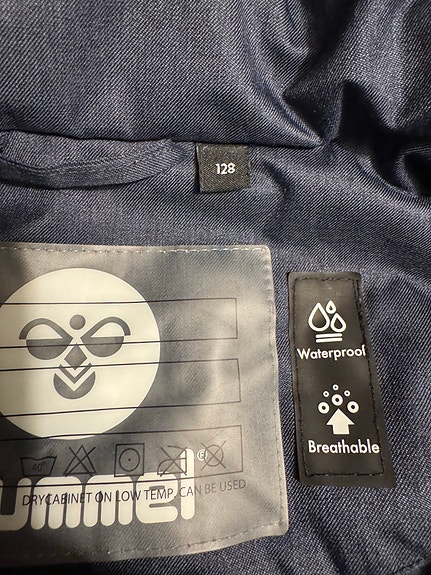 128
Waterproof
Breathable
40°
DRYCABINET ON LOW TEMP, CAN BE USED
ummel